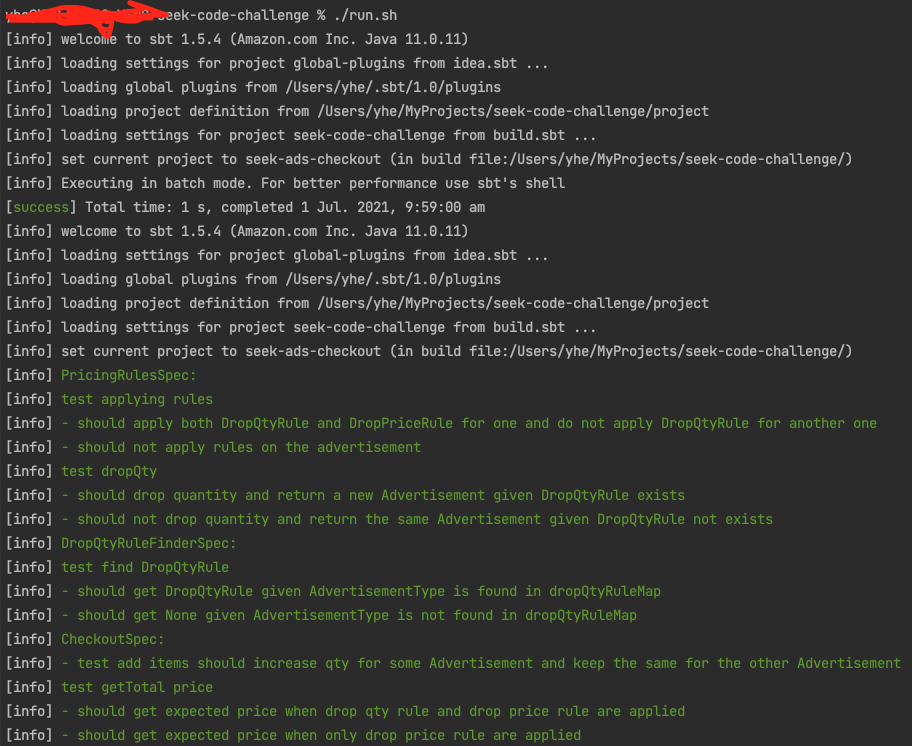 seek-code-challenge % ./run.sh
[info] welcome to sbt 1.5.4 (Amazon.com Inc. Java 11.0.11)
[info] loading settings for project global-plugins from idea.sbt ...
[info] loading global plugins from /Users/yhe/.sbt/1.0/plugins
[info] loading project definition from /Users/yhe/MyProjects/seek-code-challenge/project
[info] loading settings for project seek-code-challenge from build.sbt ...
[info] set current project to seek-ads-checkout (in build file:/Users/yhe/MyProjects/seek-code-challenge/)
[info] Executing in batch mode. For better performance use sbt's shell
[success] Total time: 1 s, completed 1 Jul. 2021, 9:59:00 am
[info] welcome to sbt 1.5.4 (Amazon.com Inc. Java 11.0.11)
[info] loading settings for project global-plugins from idea.sbt ...
[info] loading global plugins from /Users/yhe/.sbt/1.0/plugins
[info] loading project definition from /Users/yhe/MyProjects/seek-code-challenge/project
[info] loading settings for project seek-code-challenge from build.sbt ...
[info] set current project to seek-ads-checkout (in build file:/Users/yhe/MyProjects/seek-code-challenge/)
[info] PricingRulesSpec:
[info] test applying rules
[info] - should apply both DropQtyRule and DropPriceRule for one and do not apply DropQtyRule for another one
[info] - should not apply rules on the advertisement
[info] test dropQty
[info] - should drop quantity and return a new Advertisement given DropQtyRule exists
[info] - should not drop quantity and return the same Advertisement given DropQtyRule not exists
[info] DropQtyRuleFinderSpec:
[info] test find DropQtyRule
[info] - should get DropQtyRule given AdvertisementType is found in dropQtyRuleMap
[info] - should get None given AdvertisementType is not found in dropQtyRuleMap
[info] CheckoutSpec:
[info] - test add items should increase qty for some Advertisement and keep the same for the other Advertisement
[info] test getTotal price
[info] - should get expected price when drop qty rule and drop price rule are applied
[info] - should get expected price when only drop price rule are applied